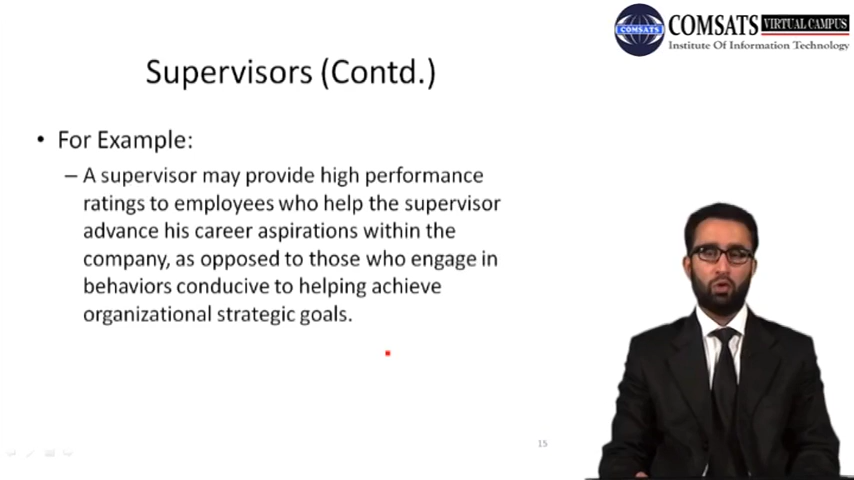 COMSATS
COMSATS VIRTUAL CAMPUS
Institute Of Information Technology
Supervisors (Contd.)
• For Example:
– A supervisor may provide high performance
ratings to employees who help the supervisor
advance his career aspirations within the
company, as opposed to those who engage in
behaviors conducive to helping achieve
organizational strategic goals.
15